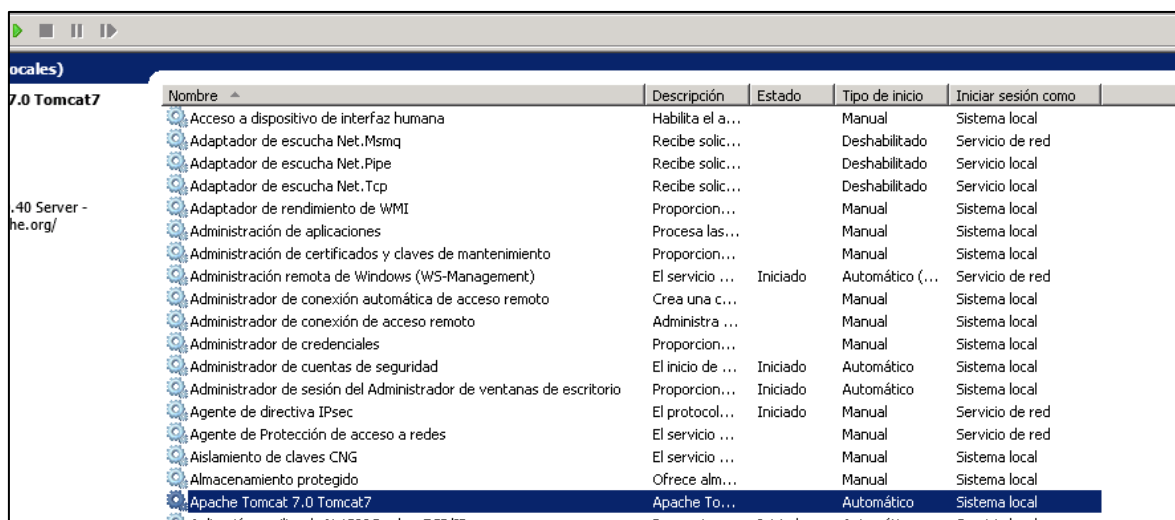 ocales)
7.0 Tomcat7
.40 Server -
he.org/
Nombre Descripción Estado Tipo de inicio Iniciar sesión como
Acceso a dispositivo de interfaz humana Habilita el a... Manual Sistema local
Adaptador de escucha Net.Msmq Recibe solic... Deshabilitado Servicio de red
Adaptador de escucha Net.Pipe Recibe solic... Deshabilitado Servicio local
Adaptador de escucha Net.Tcp Recibe solic... Deshabilitado Servicio local
Adaptador de rendimiento de WMI Proporcion... Manual Sistema local
Administración de aplicaciones Procesa las... Manual Sistema local
Administración de certificados y claves de mantenimiento Proporcion... Manual Sistema local
Administración remota de Windows (WS-Management) El servicio ... Iniciado Automático (... Servicio de red
Administrador de conexión automática de acceso remoto Crea una c... Manual Sistema local
Administrador de conexión de acceso remoto Administra ... Manual Sistema local
Administrador de credenciales Proporcion... Manual Sistema local
Administrador de cuentas de seguridad El inicio de ... Iniciado Automático Sistema local
Administrador de sesión del Administrador de ventanas de escritorio Proporcion... Iniciado Automático Sistema local
Agente de directiva IPsec El protocol... Iniciado Manual Servicio de red
Agente de Protección de acceso a redes El servicio ... Manual Servicio de red
Aislamiento de claves CNG El servicio ... Manual Sistema local
Almacenamiento protegido Ofrece alm... Manual Sistema local
Apache Tomcat 7.0 Tomcat7 Apache To... Automático Sistema local